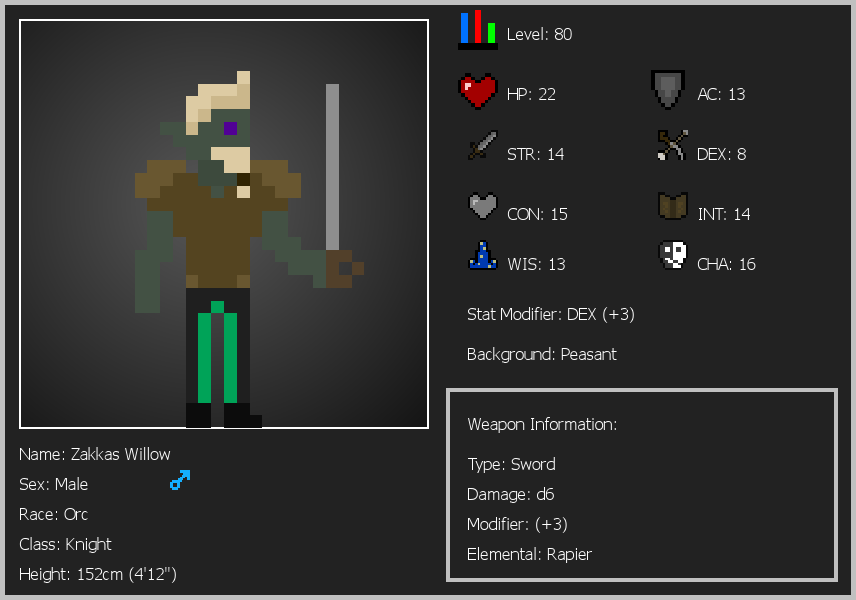 Level: 80
HP: 22
AC: 13
STR: 14
DEX: 8
CON: 15
INT: 14
WIS: 13
CHA: 16
Stat Modifier: DEX (+3)
Background: Peasant
Weapon Information:
Type: Sword
Damage: d6
Modifier: (+3)
Elemental: Rapier
Name: Zakkas Willow
Sex: Male
Race: Orc
Class: Knight
Height: 152cm (4'12")